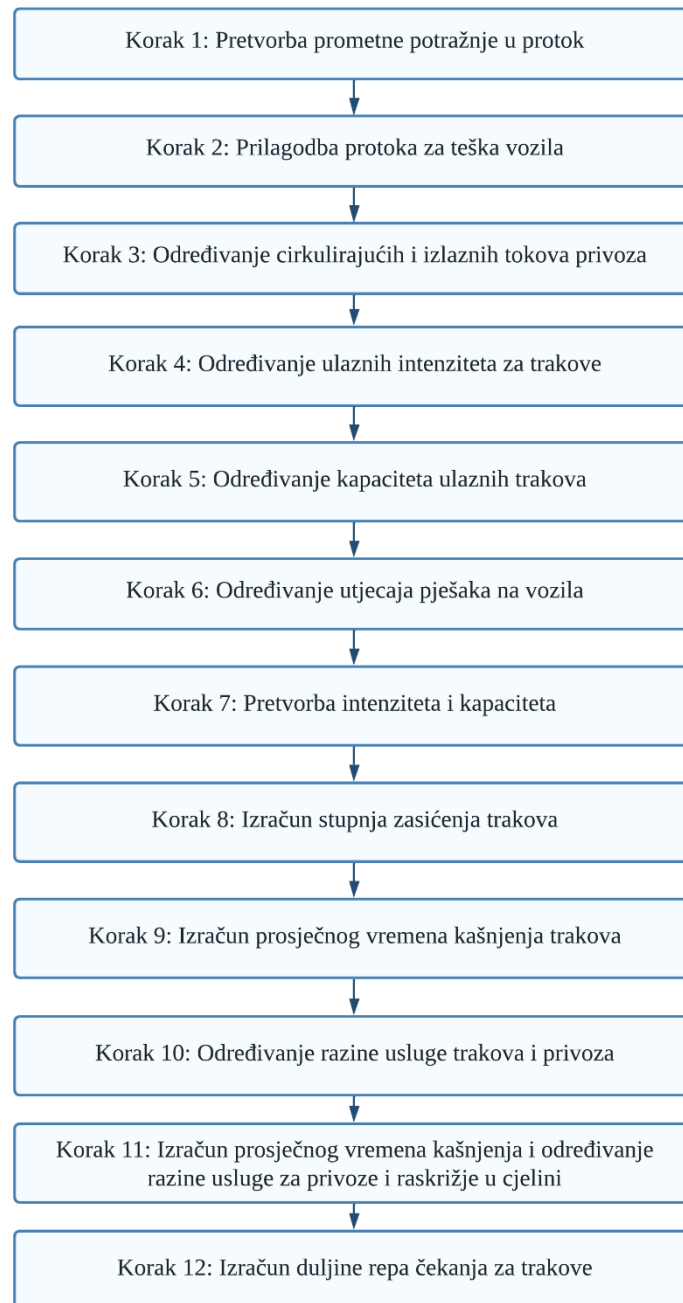 Korak 1: Pretvorba prometne potražnje u protok
Korak 2: Prilagodba protoka za teška vozila
Korak 3: Određivanje cirkulirajućih i izlaznih tokova privoza
Korak 4: Određivanje ulaznih intenziteta za trakove
Korak 5: Određivanje kapaciteta ulaznih trakova
Korak 6: Određivanje utjecaja pješaka na vozila
Korak 7: Pretvorba intenziteta i kapaciteta
Korak 8: Izračun stupnja zasićenja trakova
Korak 9: Izračun prosječnog vremena kašnjenja trakova
Korak 10: Određivanje razine usluge trakova i privoza
Korak 11: Izračun prosječnog vremena kašnjenja i određivanje
razine usluge za privoze i raskrižje u cjelini
Korak 12: Izračun duljine repa čekanja za trakove